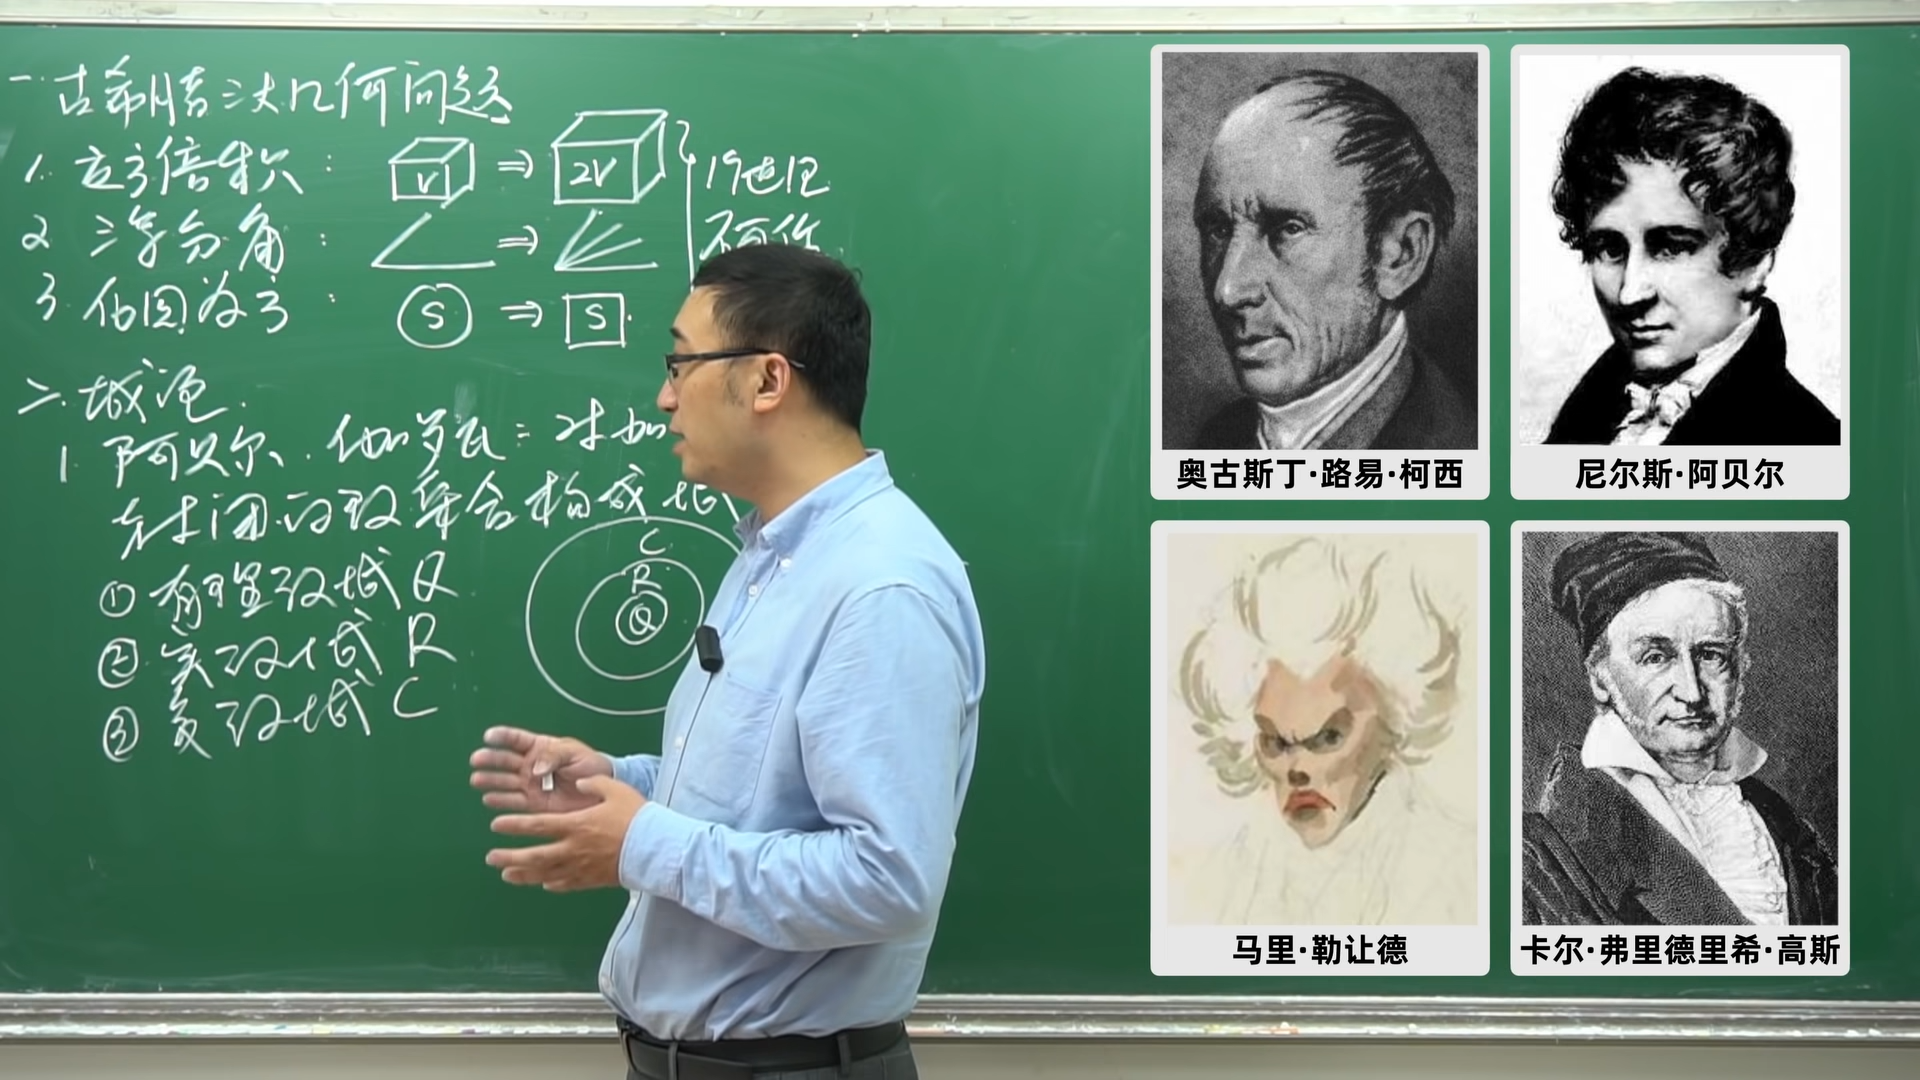 一.古希腊三大几何问题
1. 立方倍积: V ⇒ 2V
2 三等分角: ⇒
3. 化圆为方: S ⇒ S
19世纪
不可作
二.域论.
1 阿贝尔.伽罗瓦:对加
封闭的数集合构成域
① 有理数域 Q
② 实数域 R
③ 复数域 C
C
R
Q
奥古斯丁·路易·柯西
尼尔斯·阿贝尔
马里·勒让德
卡尔·弗里德里希·高斯